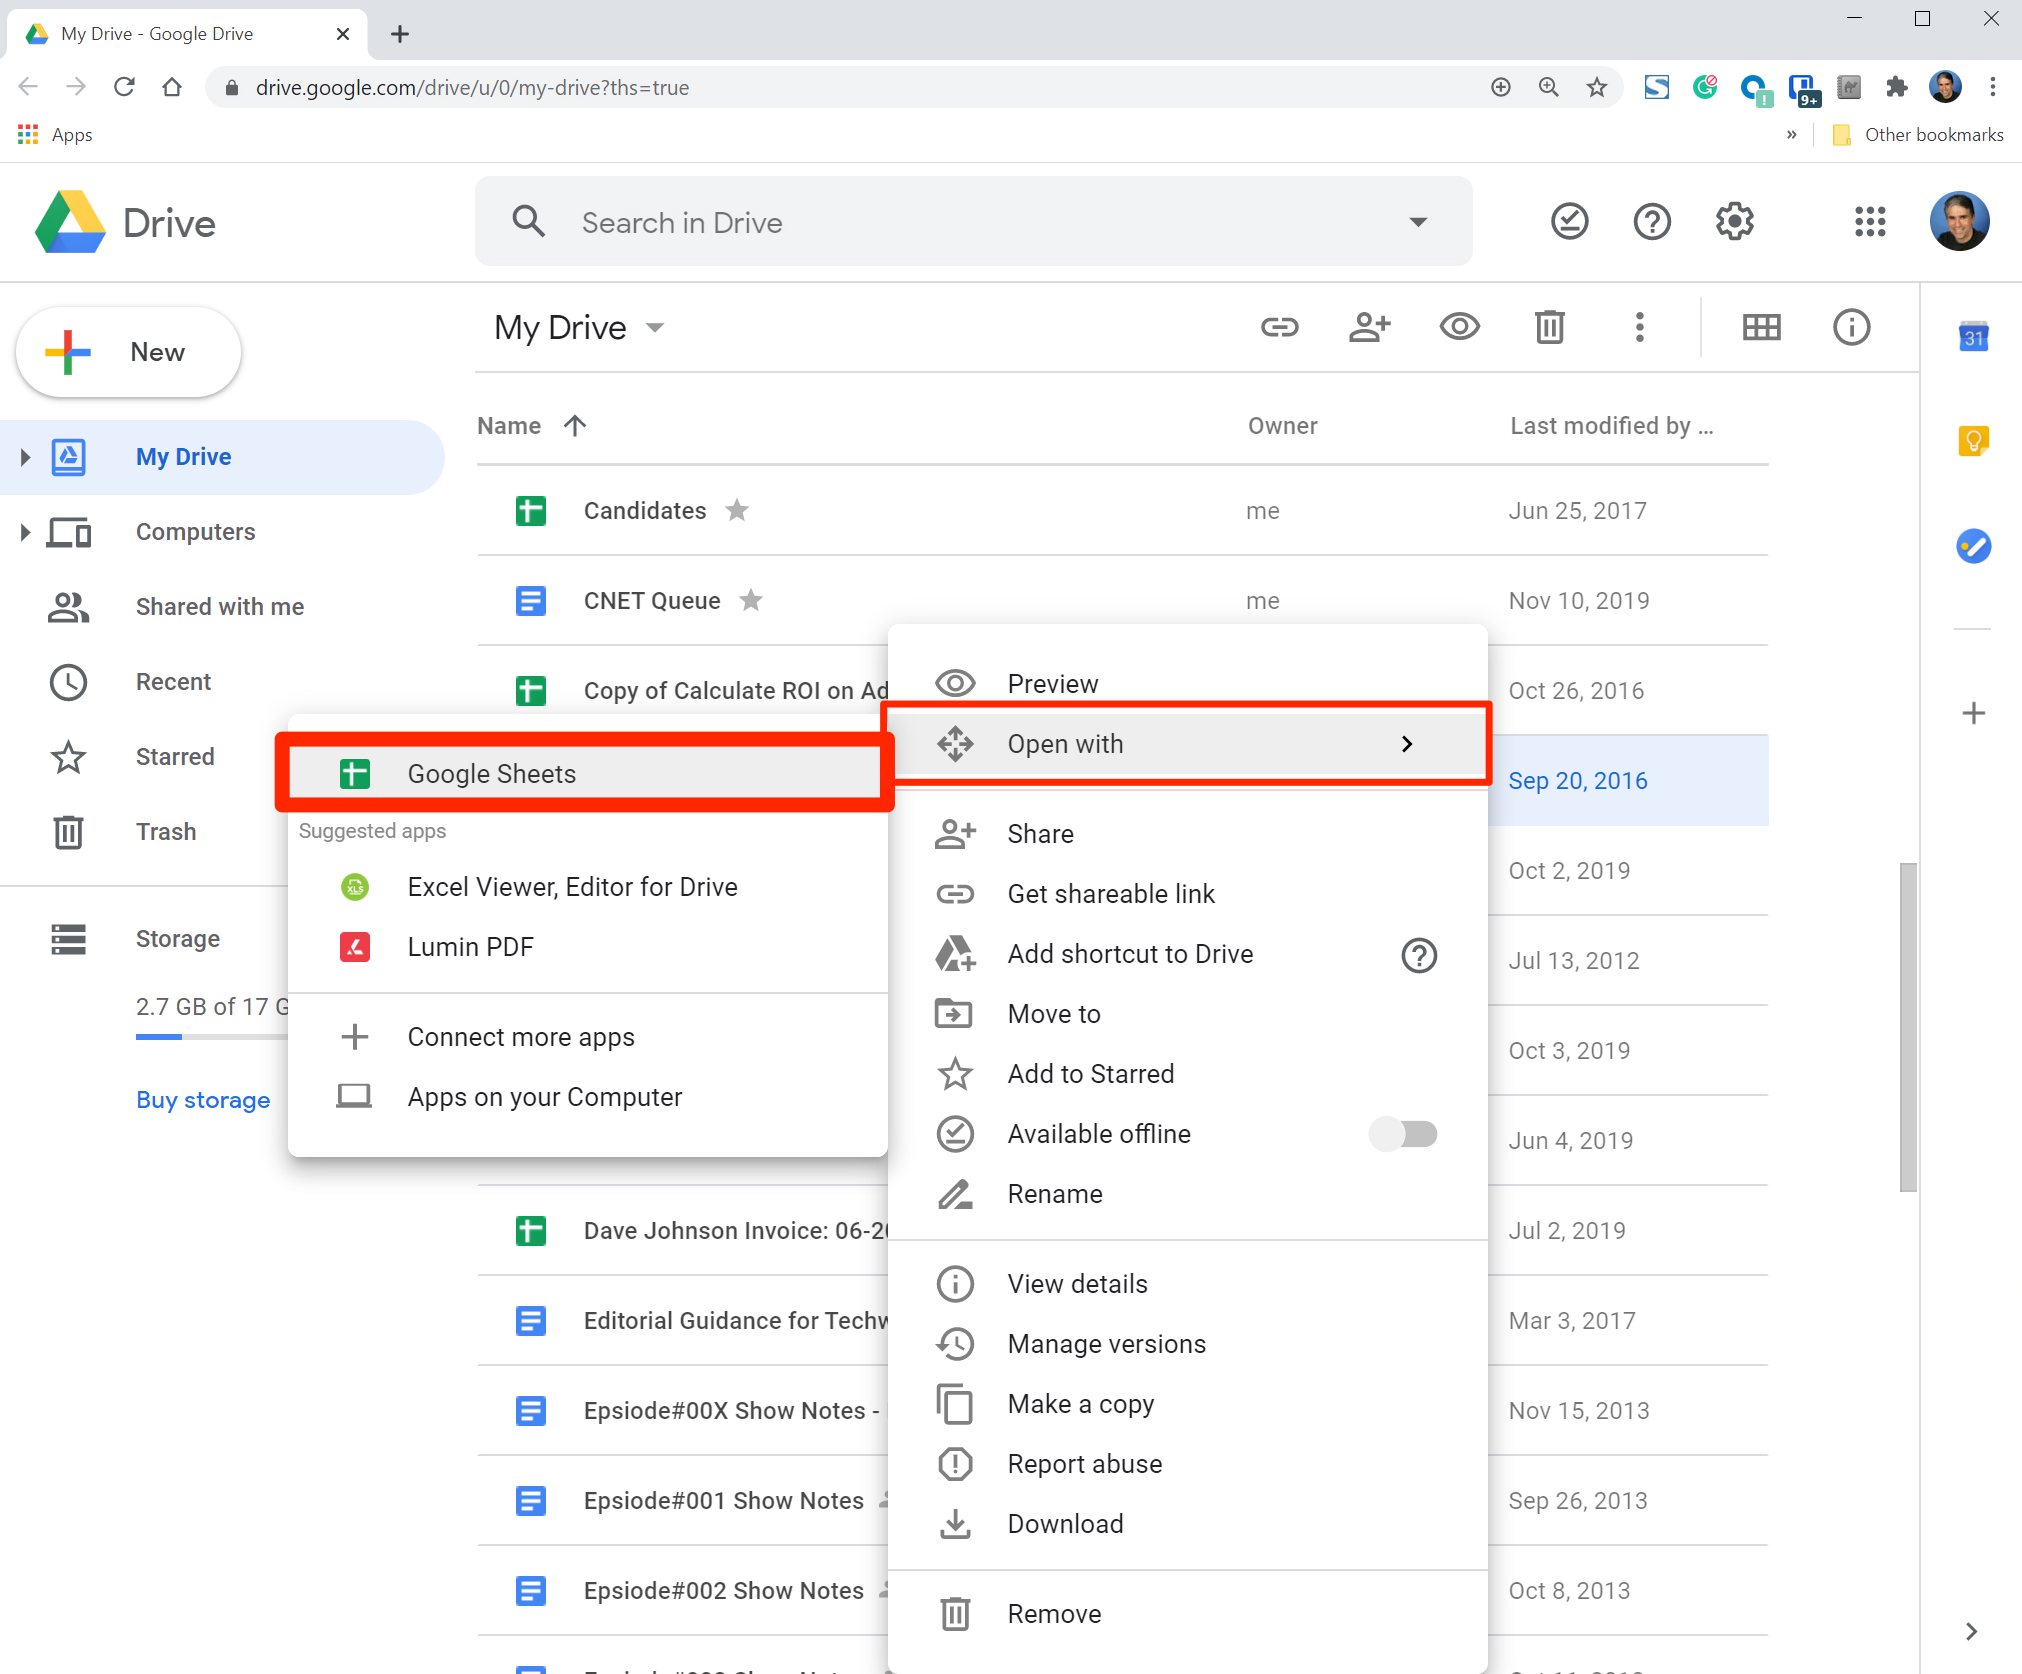 My Drive - Google Drive
drive.google.com/drive/u/0/my-drive?ths=true
9+
Apps
»
Other bookmarks
Drive
Search in Drive
New
My Drive
31
Name
Owner
Last modified by ...
My Drive
Computers
Shared with me
Recent
Starred
Trash
Storage
2.7 GB of 17 G
Buy storage
Candidates
me
Jun 25, 2017
CNET Queue
me
Nov 10, 2019
Copy of Calculate ROI on Ad
Oct 26, 2016
Sep 20, 2016
Oct 2, 2019
Jul 13, 2012
Oct 3, 2019
Jun 4, 2019
Dave Johnson Invoice: 06-20
Jul 2, 2019
Editorial Guidance for Techw
Mar 3, 2017
Epsiode#00X Show Notes -
Nov 15, 2013
Epsiode#001 Show Notes
Sep 26, 2013
Epsiode#002 Show Notes
Oct 8, 2013
Preview
Open with
Share
Get shareable link
Add shortcut to Drive
Move to
Add to Starred
Available offline
Rename
View details
Manage versions
Make a copy
Report abuse
Download
Remove
Google Sheets
Suggested apps
XLS
Excel Viewer, Editor for Drive
Lumin PDF
Connect more apps
Apps on your Computer